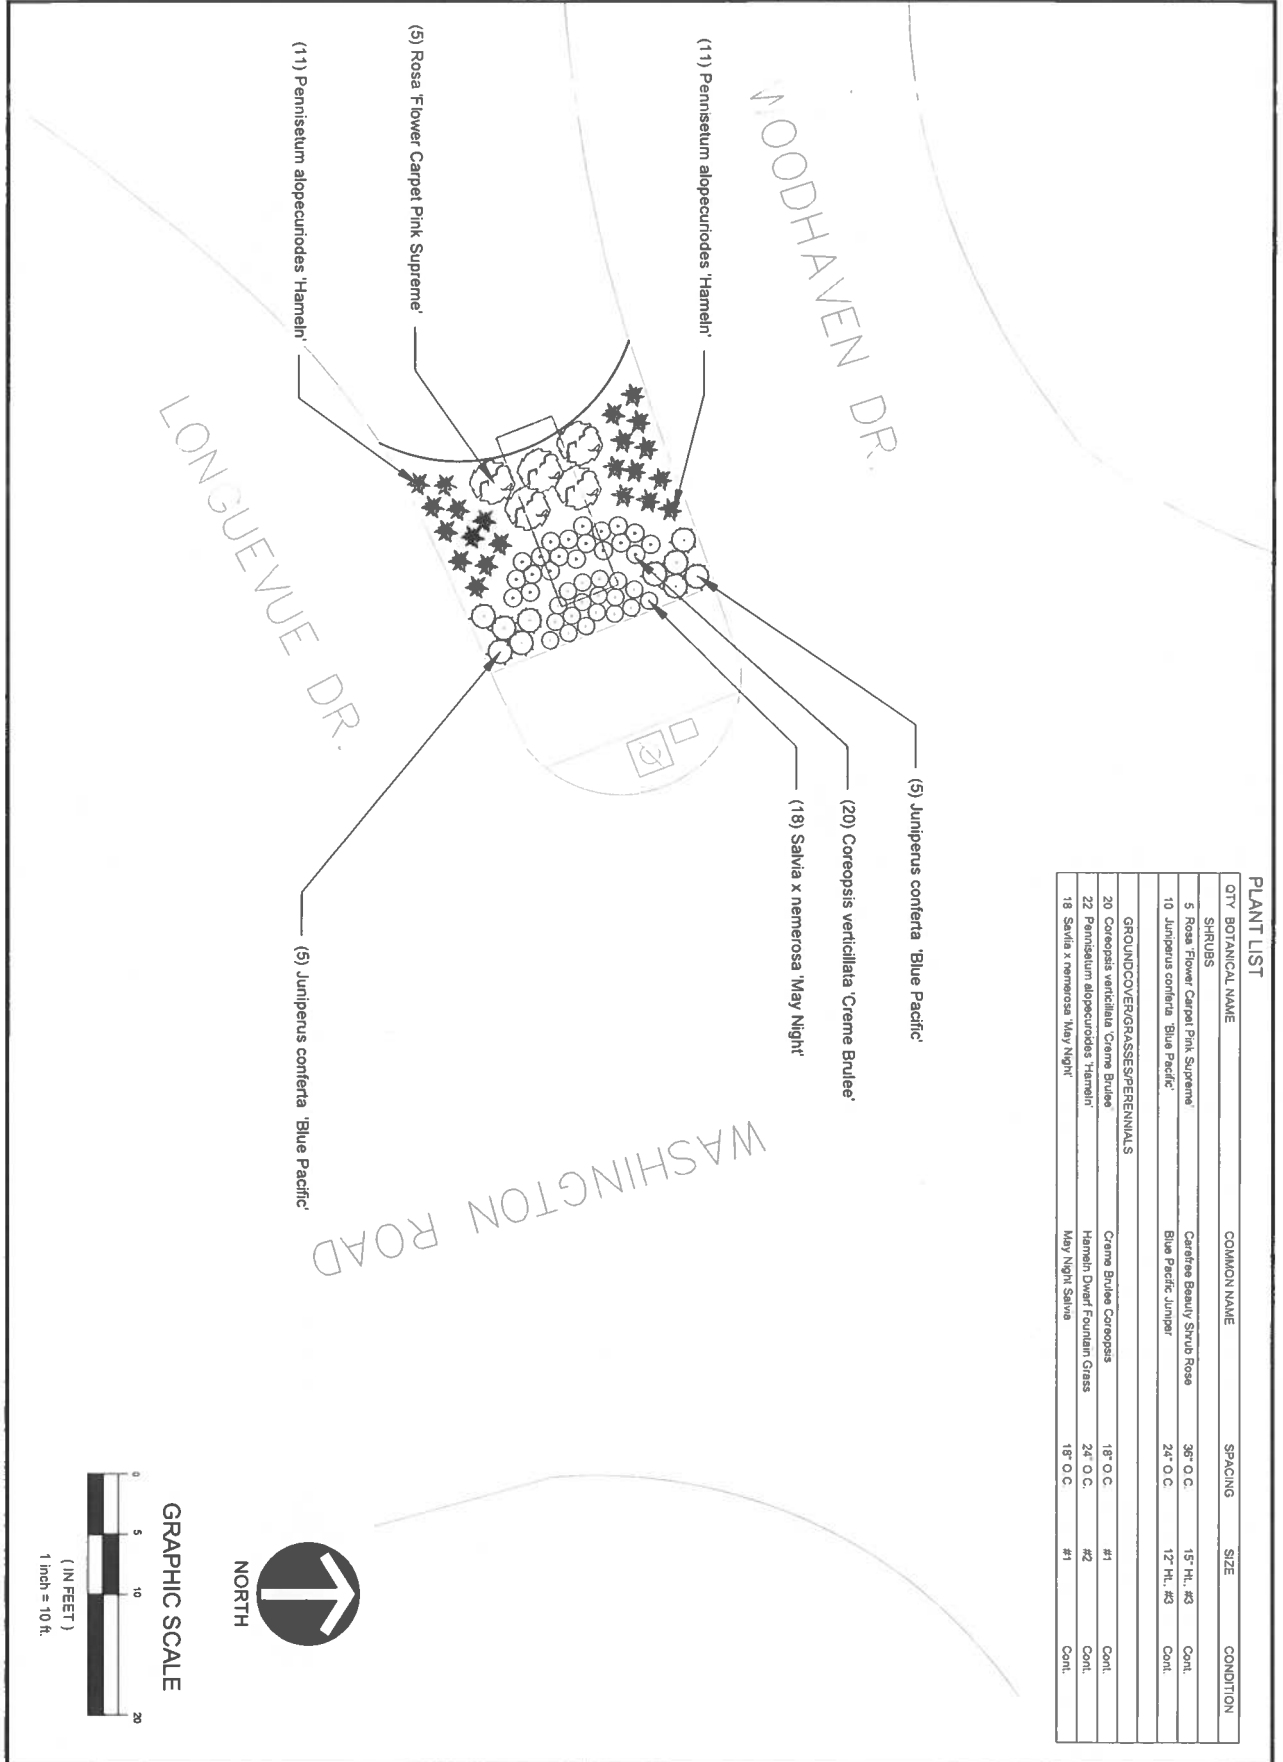 PLANT LIST
QTY BOTANICAL NAME COMMON NAME SPACING SIZE CONDITION
SHRUBS
5 Rosa 'Flower Carpet Pink Supreme' Carefree Beauty Shrub Rose 36" O.C. 15" Ht., #3 Cont.
10 Juniperus conferta 'Blue Pacific' Blue Pacific Juniper 24" O.C. 12" Ht., #3 Cont.
GROUNDCOVER/GRASSES/PERENNIALS
20 Coreopsis verticillata 'Creme Brulee' Creme Brulee Coreopsis 18" O.C. #1 Cont.
22 Pennisetum alopecuroides 'Hameln' Hameln Dwarf Fountain Grass 24" O.C. #2 Cont.
18 Savlia x nemerosa 'May Night' May Night Salvia 18" O.C. #1 Cont.
WOODHAVEN DR.
(11) Pennisetum alopecuriodes 'Hameln'
(5) Rosa 'Flower Carpet Pink Supreme'
(11) Pennisetum alopecuriodes 'Hameln'
(5) Juniperus conferta 'Blue Pacific'
(20) Coreopsis verticillata 'Creme Brulee'
(18) Salvia x nemerosa 'May Night'
(5) Juniperus conferta 'Blue Pacific'
LONGUEVUE DR.
WASHINGTON ROAD
NORTH
GRAPHIC SCALE
0 5 10 20
( IN FEET )
1 inch = 10 ft.